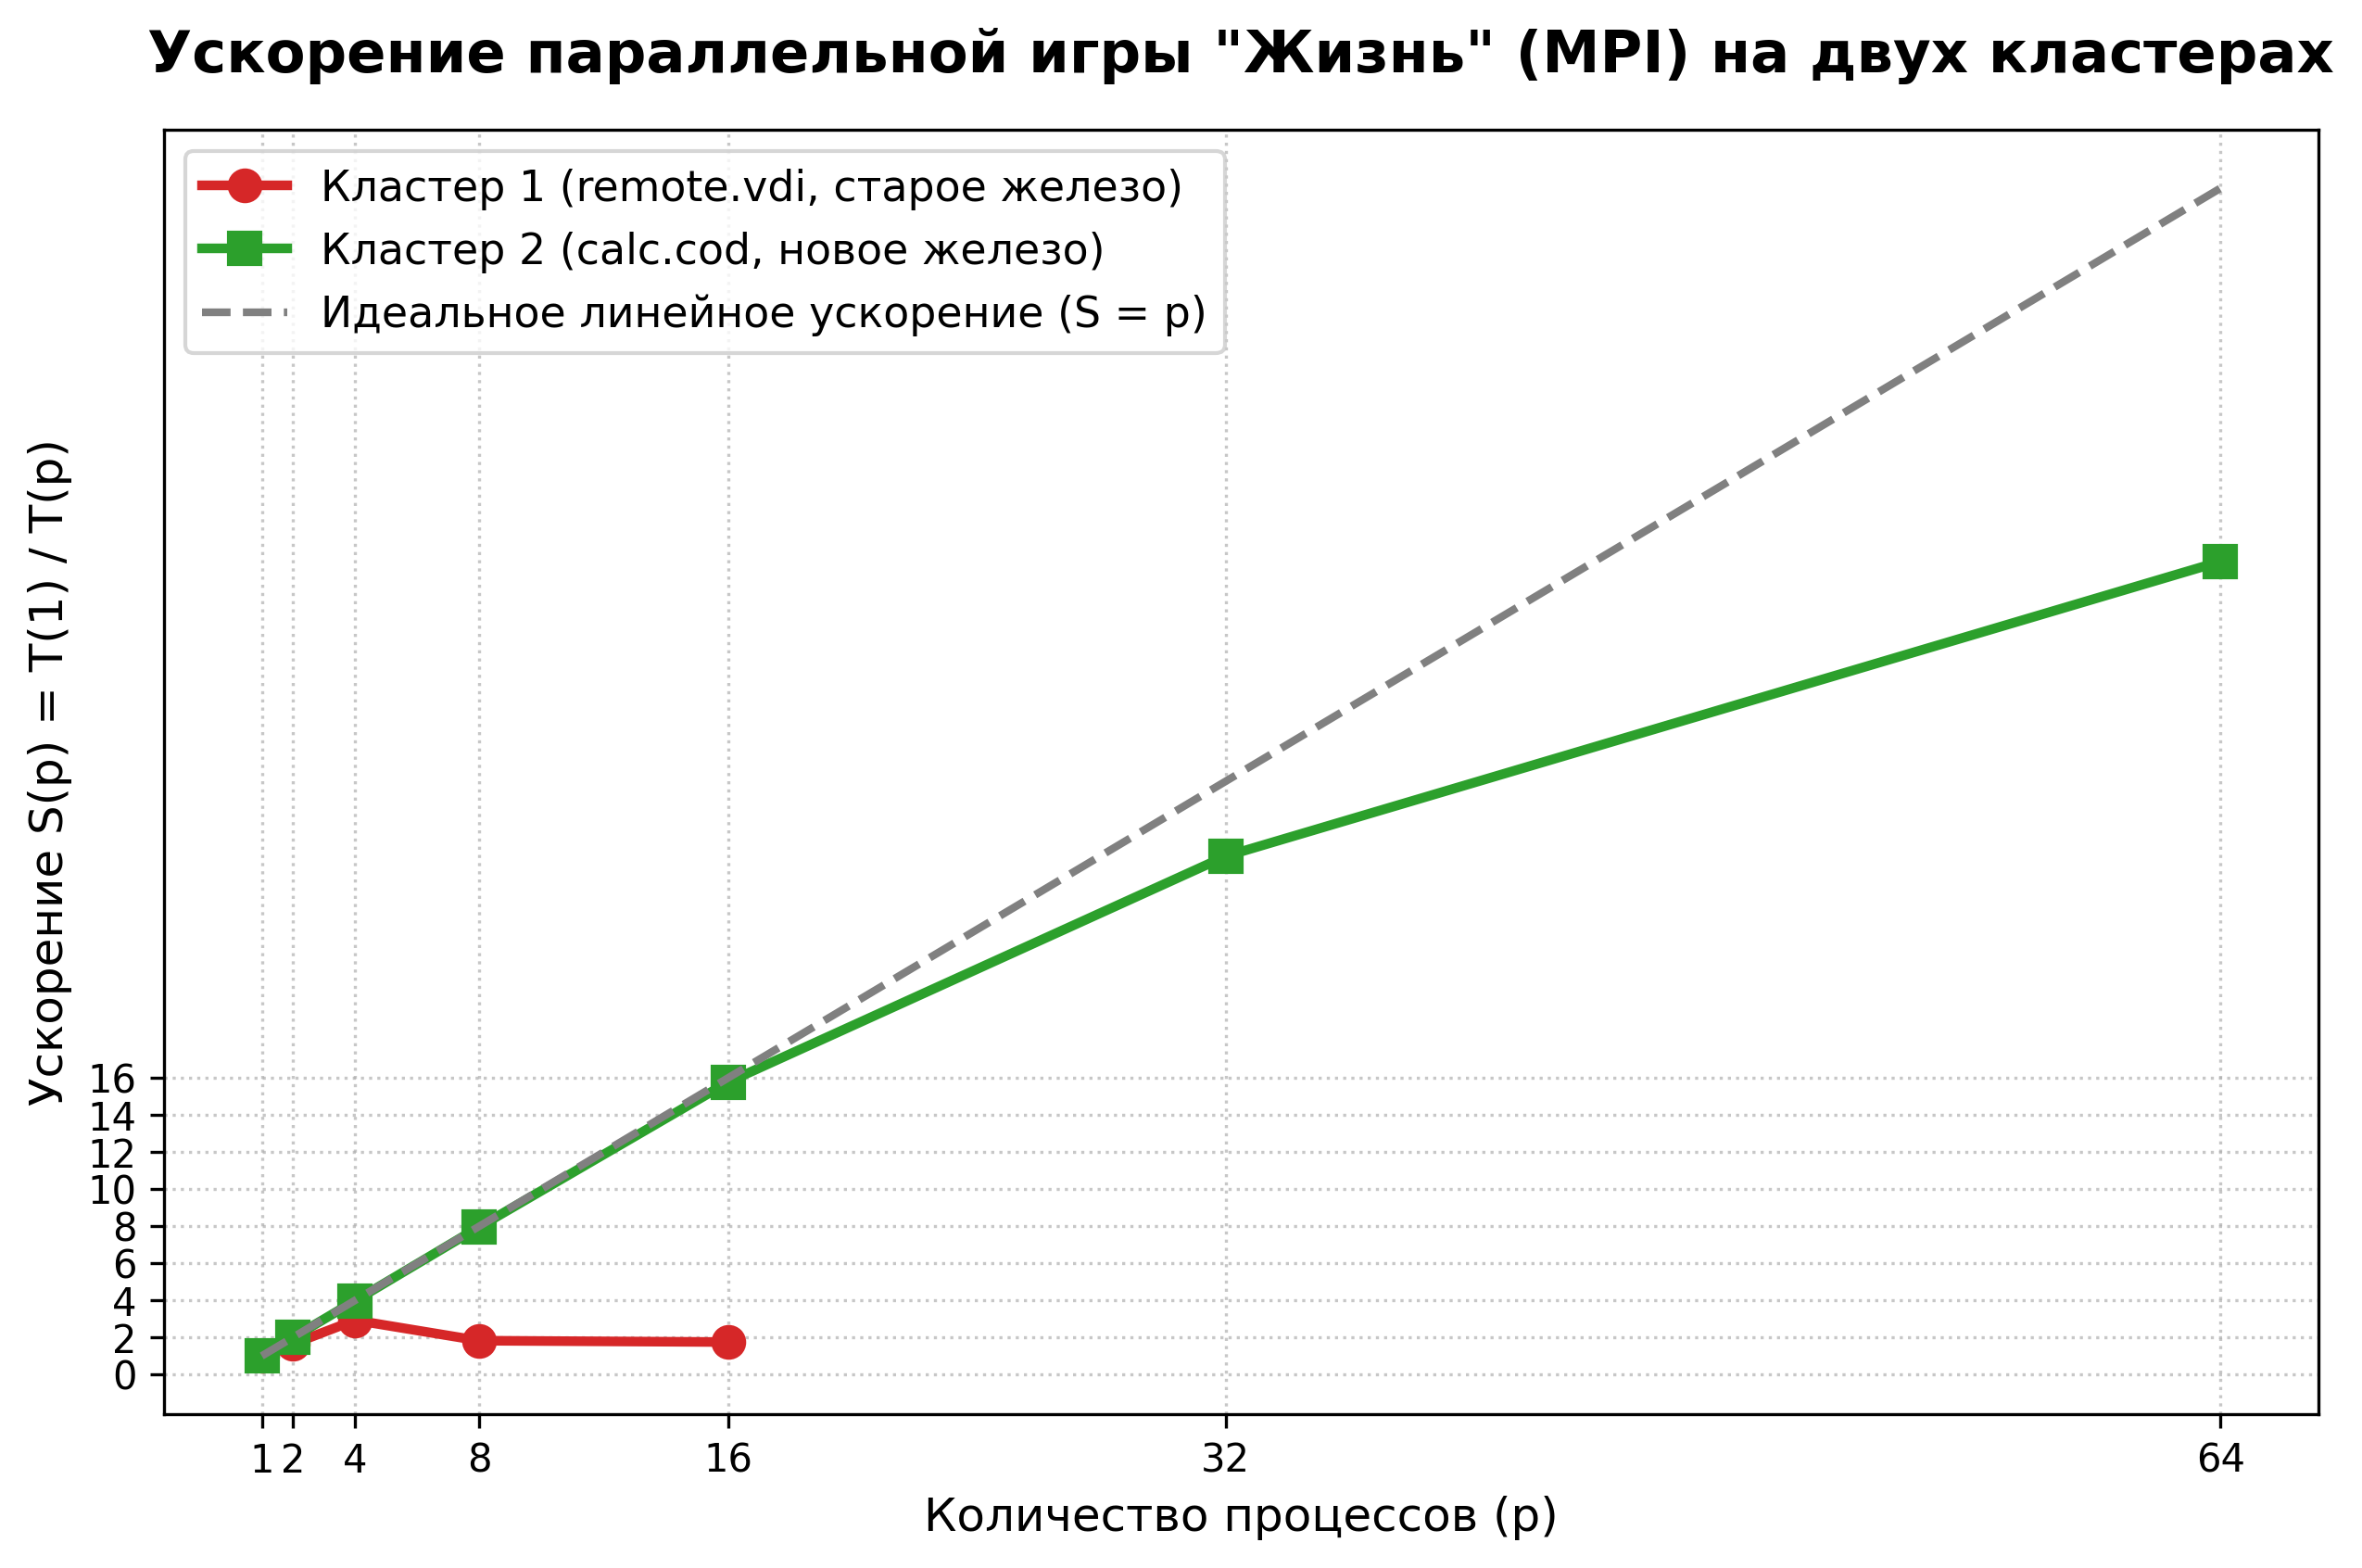 Ускорение параллельной игры "Жизнь" (MPI) на двух кластерах
Кластер 1 (remote.vdi, старое железо)
Кластер 2 (calc.cod, новое железо)
Идеальное линейное ускорение (S = p)
Ускорение S(p) = T(1) / T(p)
16
14
12
10
8
6
4
2
0
1 2 4 8 16 32 64
Количество процессов (p)